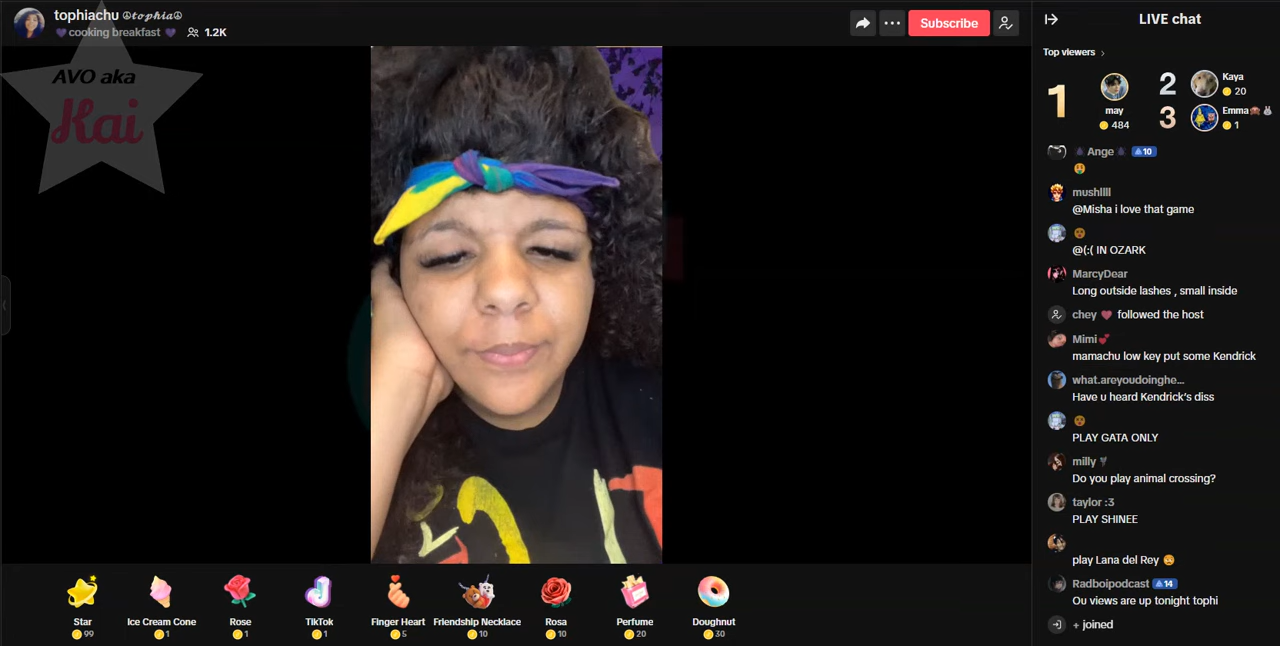 tophiachu ☮𝓽𝓸𝓹𝓱𝓲𝓪☮
💜cooking breakfast 💜 1.2K
Subscribe
AVO aka
Kai
LIVE chat
Top viewers
1
may
484
2
Kaya
20
3
Emma
1
Ange
10
mushllll
@Misha i love that game
@(:( IN OZARK
MarcyDear
Long outside lashes , small inside
chey followed the host
Mimi
mamachu low key put some Kendrick
what.areyoudoinghe...
Have u heard Kendrick's diss
PLAY GATA ONLY
milly
Do you play animal crossing?
taylor :3
PLAY SHINEE
play Lana del Rey
Radboipodcast 14
Ou views are up tonight tophi
+ joined
Star
99
Ice Cream Cone
1
Rose
1
TikTok
1
Finger Heart
5
Friendship Necklace
10
Rosa
10
Perfume
20
Doughnut
30